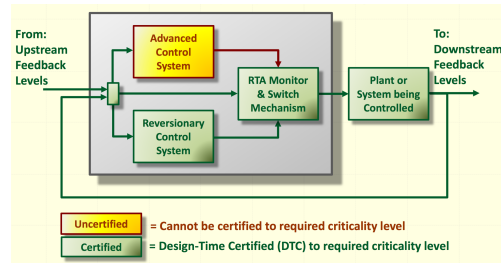 From:
Upstream
Feedback
Levels
Advanced
Control
System
RTA Monitor
& Switch
Mechanism
Reversionary
Control
System
Plant or
System being
Controlled
To:
Downstream
Feedback
Levels
Uncertified = Cannot be certified to required criticality level
Certified = Design-Time Certified (DTC) to required criticality level